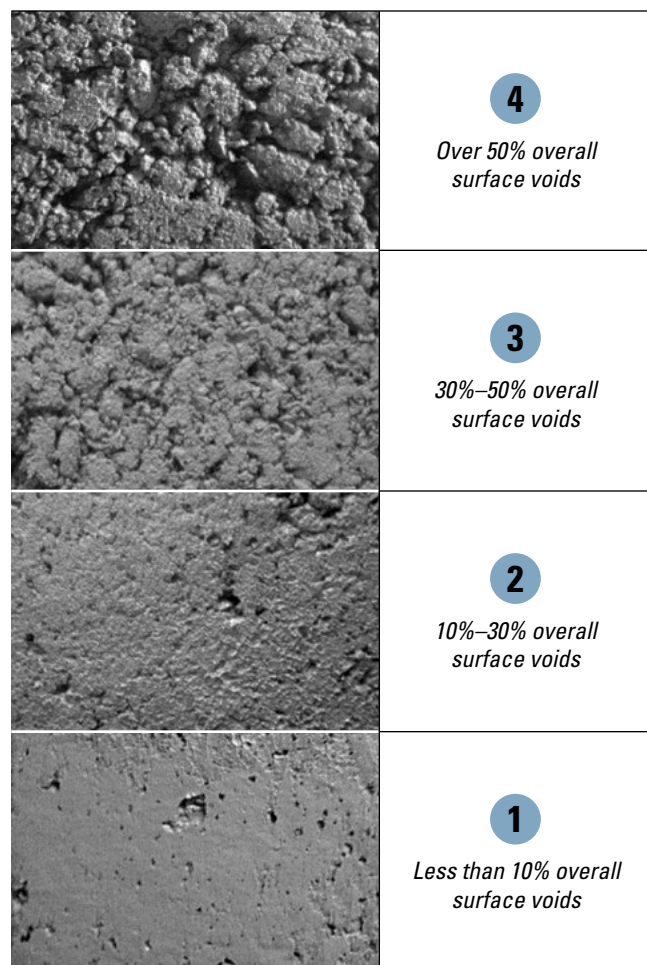 4
Over 50% overall
surface voids
3
30%–50% overall
surface voids
2
10%–30% overall
surface voids
1
Less than 10% overall
surface voids